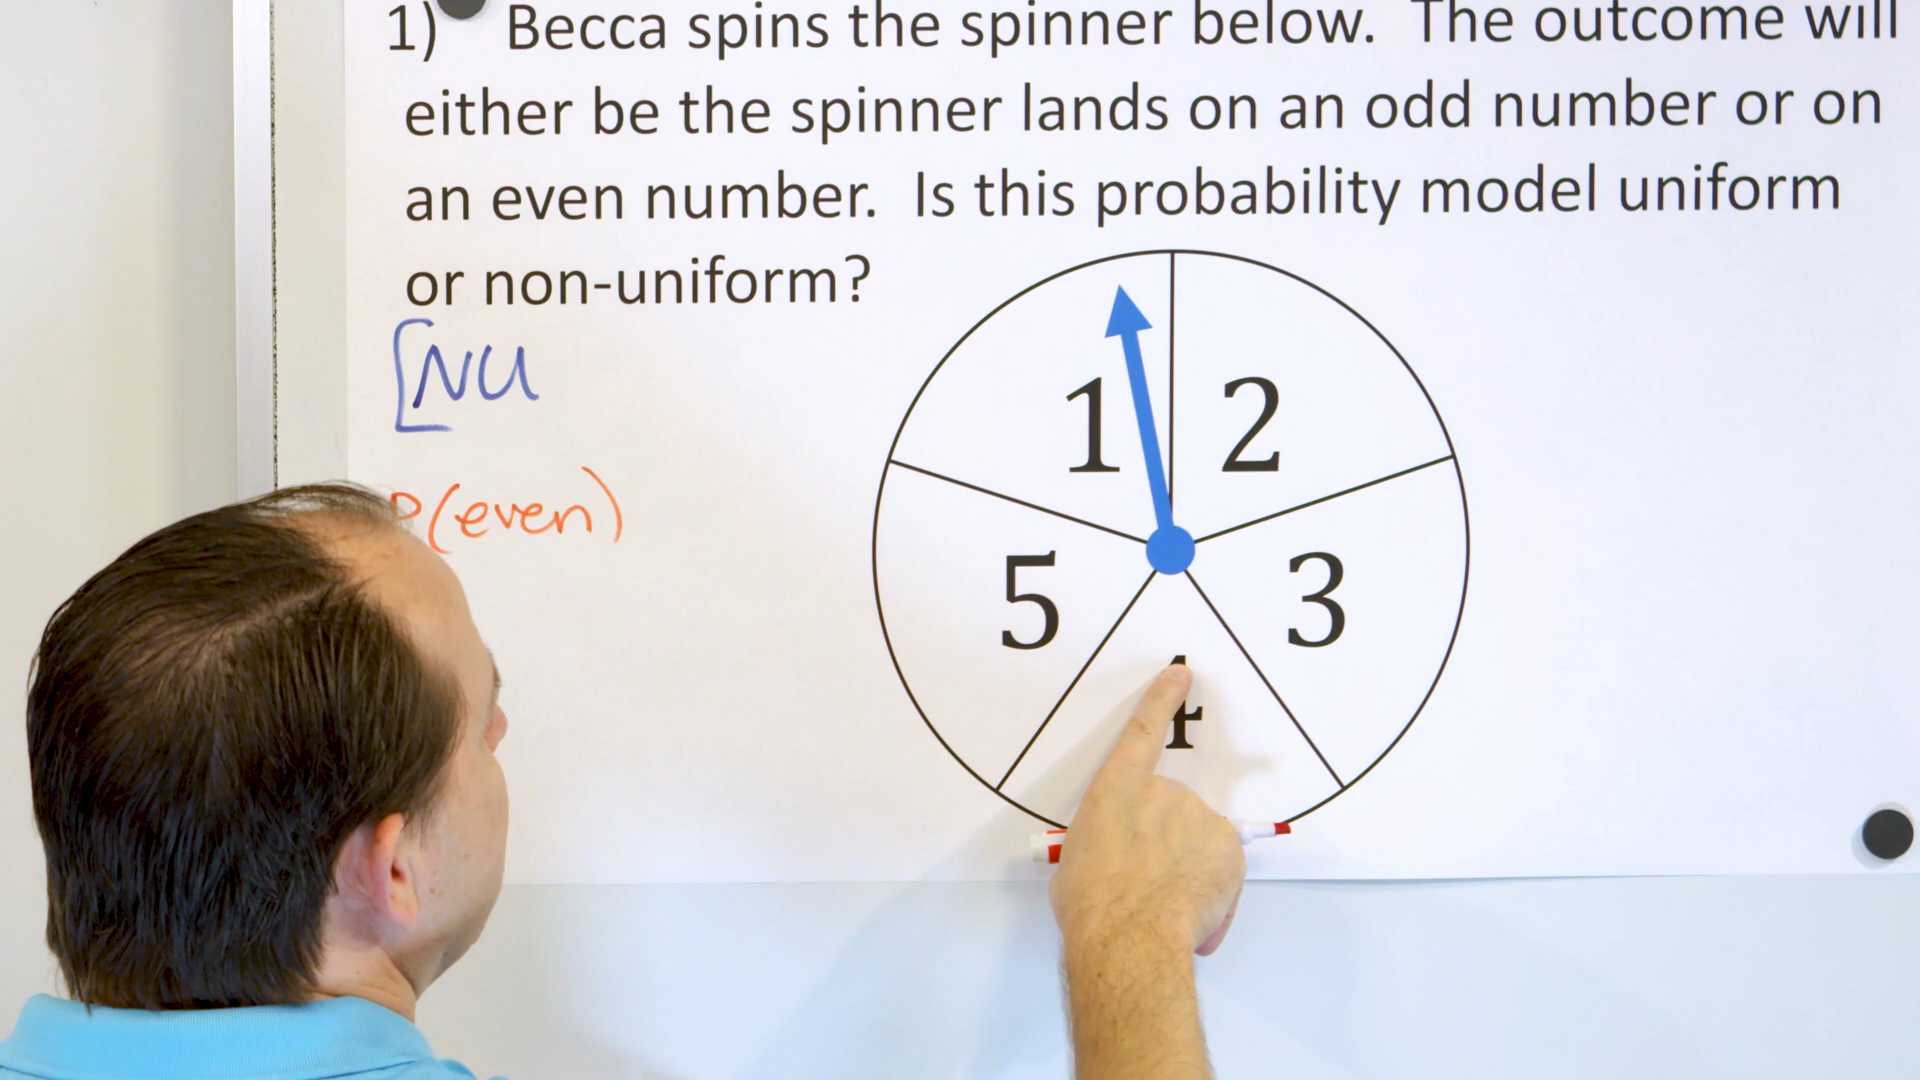 1) Becca spins the spinner below. The outcome will
either be the spinner lands on an odd number or on
an even number. Is this probability model uniform
or non-uniform?
NU
P(even)
1 2
5 3
4